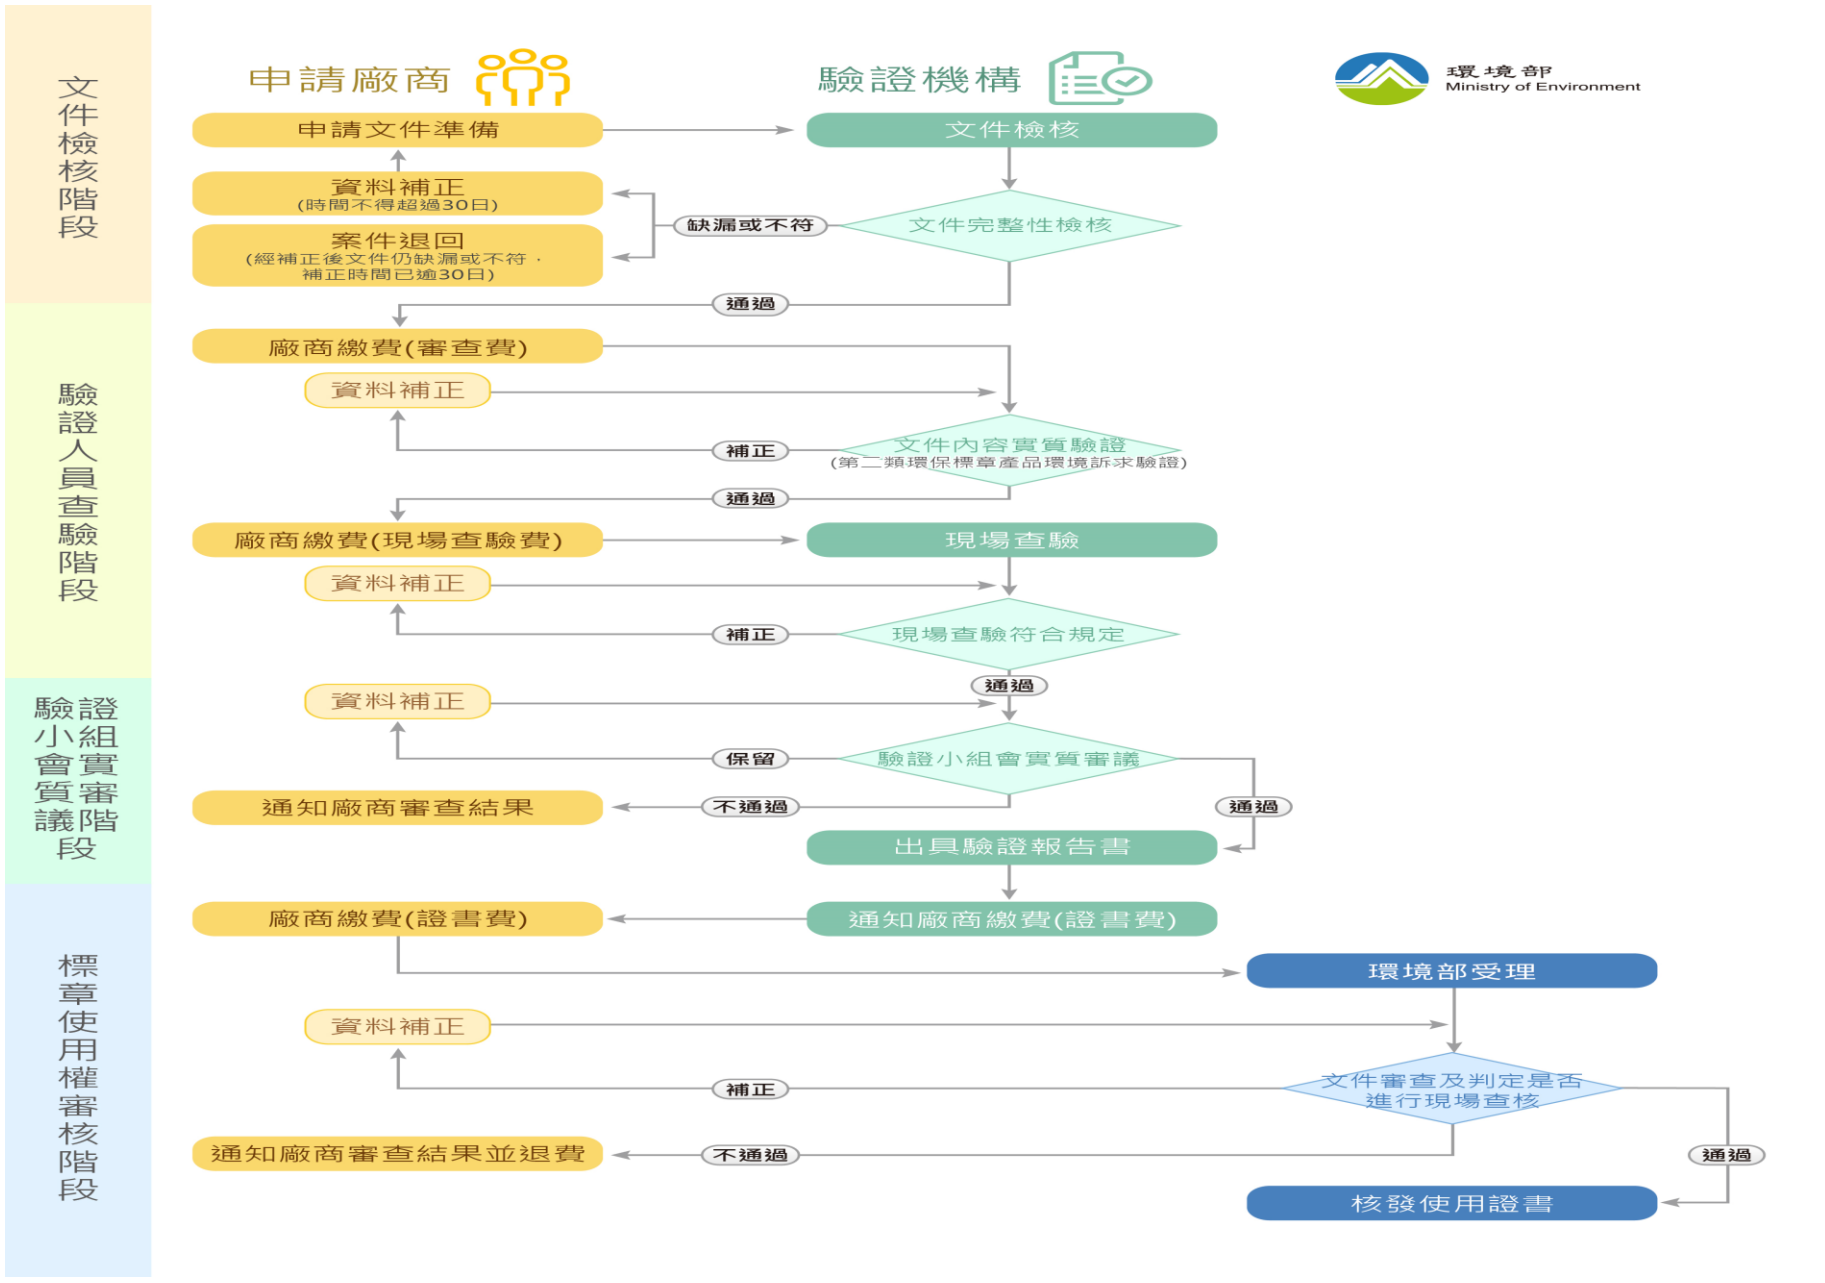 文件檢核階段
申請廠商
驗證機構
環境部
Ministry of Environment
申請文件準備
文件檢核
資料補正
(時間不得超過30日)
缺漏或不符
文件完整性檢核
案件退回
(經補正後文件仍缺漏或不符，
補正時間已逾30日)
通過
驗證人員查驗階段
廠商繳費(審查費)
資料補正
補正
文件內容實質驗證
(第二類環保標章產品環境訴求驗證)
通過
廠商繳費(現場查驗費)
現場查驗
資料補正
補正
現場查驗符合規定
通過
驗證
小組
會實
質審
議階
段
資料補正
保留
驗證小組會實質審議
通知廠商審查結果
不通過
通過
出具驗證報告書
標章使用權審核階段
廠商繳費(證書費)
通知廠商繳費(證書費)
環境部受理
資料補正
補正
文件審查及判定是否
進行現場查核
通知廠商審查結果並退費
不通過
通過
核發使用證書